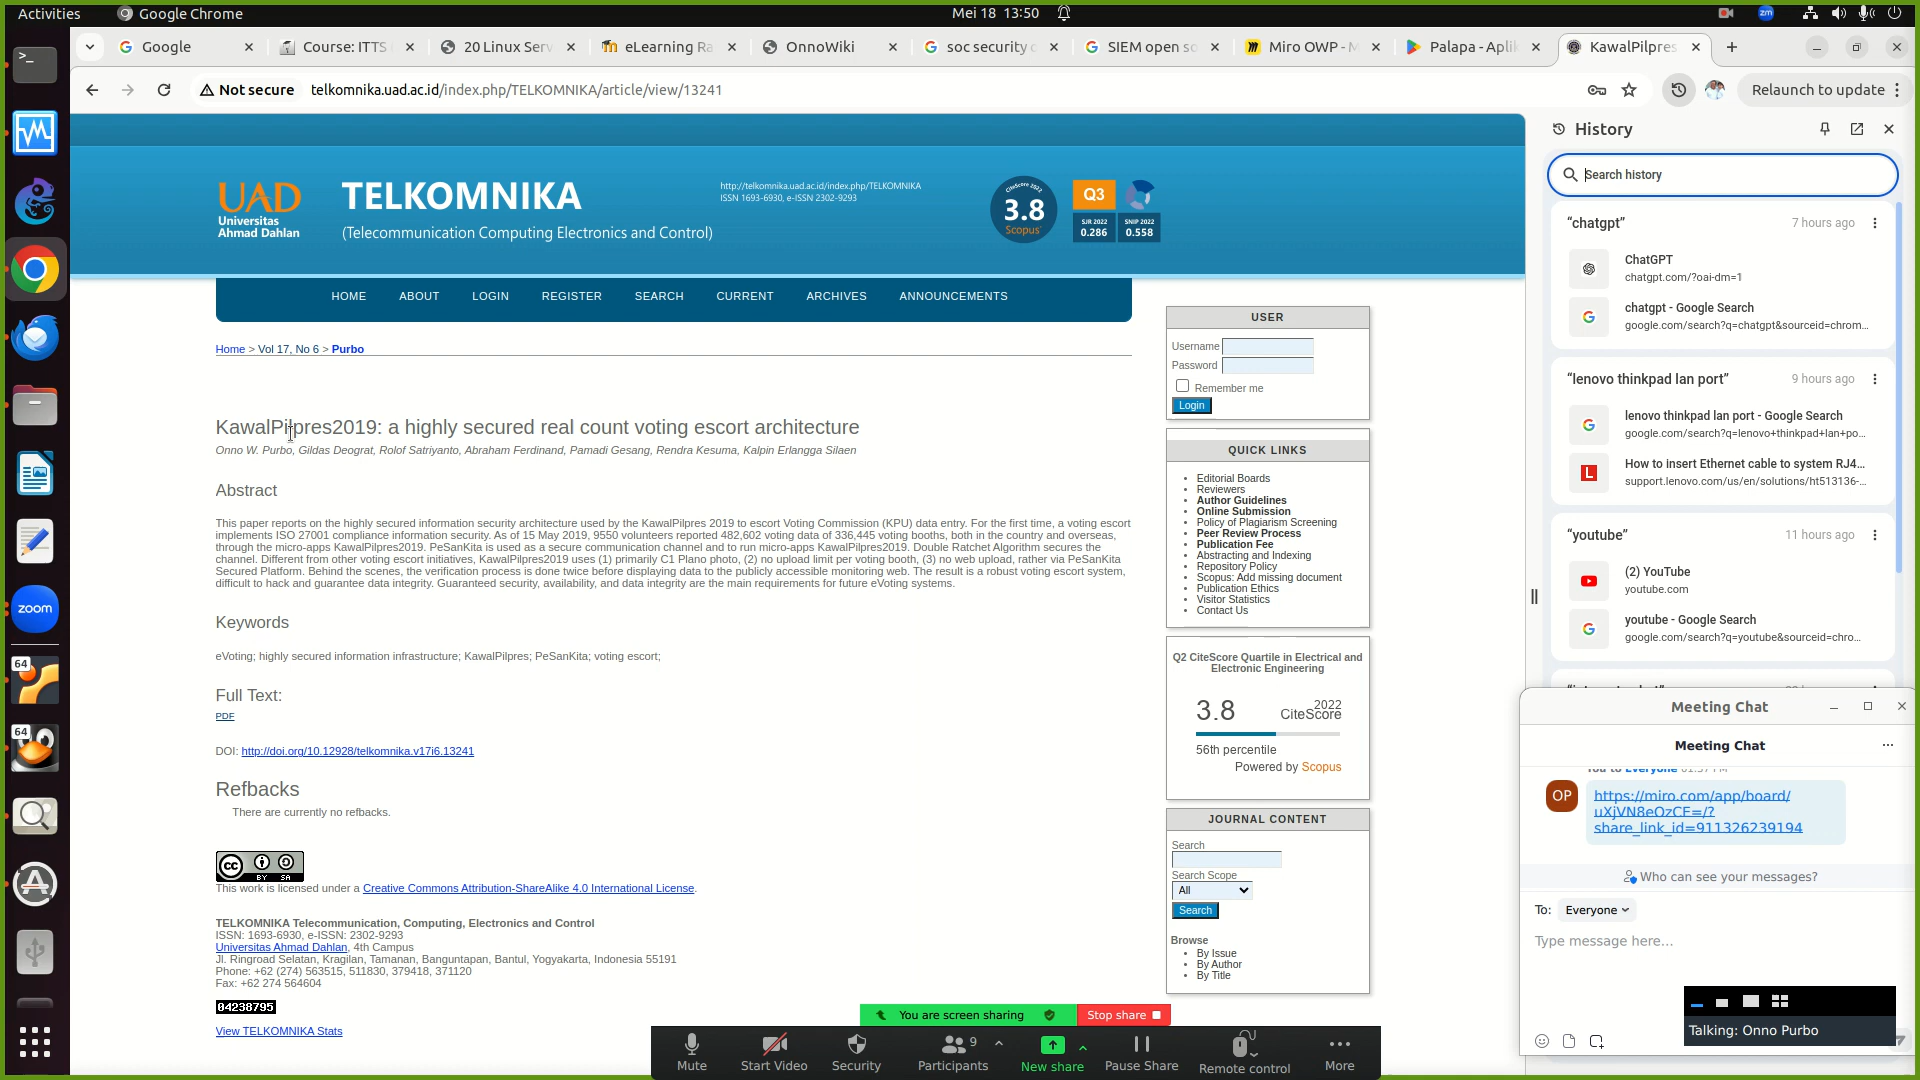 Activities
Google Chrome
Mei 18 13:50
zm
Google
Course: ITTS
20 Linux Serv
eLearning Ra
OnnoWiki
soc security o
SIEM open so
Miro OWP - M
Palapa - Aplik
KawalPilpres
Not secure
telkomnika.uad.ac.id/index.php/TELKOMNIKA/article/view/13241
Relaunch to update
UAD
Universitas
Ahmad Dahlan
TELKOMNIKA
(Telecommunication Computing Electronics and Control)
http://telkomnika.uad.ac.id/index.php/TELKOMNIKA
ISSN 1693-6930, e-ISSN 2302-9293
CiteScore 2022
3.8
Scopus
Q3
SJR 2022
0.286
SNIP 2022
0.558
HOME
ABOUT
LOGIN
REGISTER
SEARCH
CURRENT
ARCHIVES
ANNOUNCEMENTS
Home > Vol 17, No 6 > Purbo
KawalPilpres2019: a highly secured real count voting escort architecture
Onno W. Purbo, Gildas Deograt, Rolof Satriyanto, Abraham Ferdinand, Pamadi Gesang, Rendra Kesuma, Kalpin Erlangga Silaen
Abstract
This paper reports on the highly secured information security architecture used by the KawalPilpres 2019 to escort Voting Commission (KPU) data entry. For the first time, a voting escort
implements ISO 27001 compliance information security. As of 15 May 2019, 9550 volunteers reported 482,602 voting data of 336,445 voting booths, both in the country and overseas,
through the micro-apps KawalPilpres2019. PeSanKita is used as a secure communication channel and to run micro-apps KawalPilpres2019. Double Ratchet Algorithm secures the
channel. Different from other voting escort initiatives, KawalPilpres2019 uses (1) primarily C1 Plano photo, (2) no upload limit per voting booth, (3) no web upload, rather via PeSanKita
Secured Platform. Behind the scenes, the verification process is done twice before displaying data to the publicly accessible monitoring web. The result is a robust voting escort system,
difficult to hack and guarantee data integrity. Guaranteed security, availability, and data integrity are the main requirements for future eVoting systems.
Keywords
eVoting; highly secured information infrastructure; KawalPilpres; PeSanKita; voting escort;
Full Text:
PDF
DOI: http://doi.org/10.12928/telkomnika.v17i6.13241
Refbacks
There are currently no refbacks.
cc
BY SA
This work is licensed under a Creative Commons Attribution-ShareAlike 4.0 International License.
TELKOMNIKA Telecommunication, Computing, Electronics and Control
ISSN: 1693-6930, e-ISSN: 2302-9293
Universitas Ahmad Dahlan, 4th Campus
Jl. Ringroad Selatan, Kragilan, Tamanan, Banguntapan, Bantul, Yogyakarta, Indonesia 55191
Phone: +62 (274) 563515, 511830, 379418, 371120
Fax: +62 274 564604
04238795
View TELKOMNIKA Stats
USER
Username
Password
Remember me
Login
QUICK LINKS
Editorial Boards
Reviewers
Author Guidelines
Online Submission
Policy of Plagiarism Screening
Peer Review Process
Publication Fee
Abstracting and Indexing
Repository Policy
Scopus: Add missing document
Publication Ethics
Visitor Statistics
Contact Us
Q2 CiteScore Quartile in Electrical and
Electronic Engineering
3.8
2022
CiteScore
56th percentile
Powered by Scopus
JOURNAL CONTENT
Search
Search Scope
All
Search
Browse
By Issue
By Author
By Title
History
Search history
“chatgpt”
7 hours ago
ChatGPT
chatgpt.com/?oai-dm=1
chatgpt - Google Search
google.com/search?q=chatgpt&sourceid=chrom...
“lenovo thinkpad lan port”
9 hours ago
lenovo thinkpad lan port - Google Search
google.com/search?q=lenovo+thinkpad+lan+po...
L
How to insert Ethernet cable to system RJ4...
support.lenovo.com/us/en/solutions/ht513136-...
“youtube”
11 hours ago
(2) YouTube
youtube.com
youtube - Google Search
google.com/search?q=youtube&sourceid=chro...
Meeting Chat
Meeting Chat
OP
https://miro.com/app/board/
uXjVN8eOzCE=/?
share_link_id=911326239194
Who can see your messages?
To: Everyone
Type message here...
Talking: Onno Purbo
You are screen sharing
Stop share
Mute
Start Video
Security
9
Participants
New share
Pause Share
Remote control
More
zoom
64
64